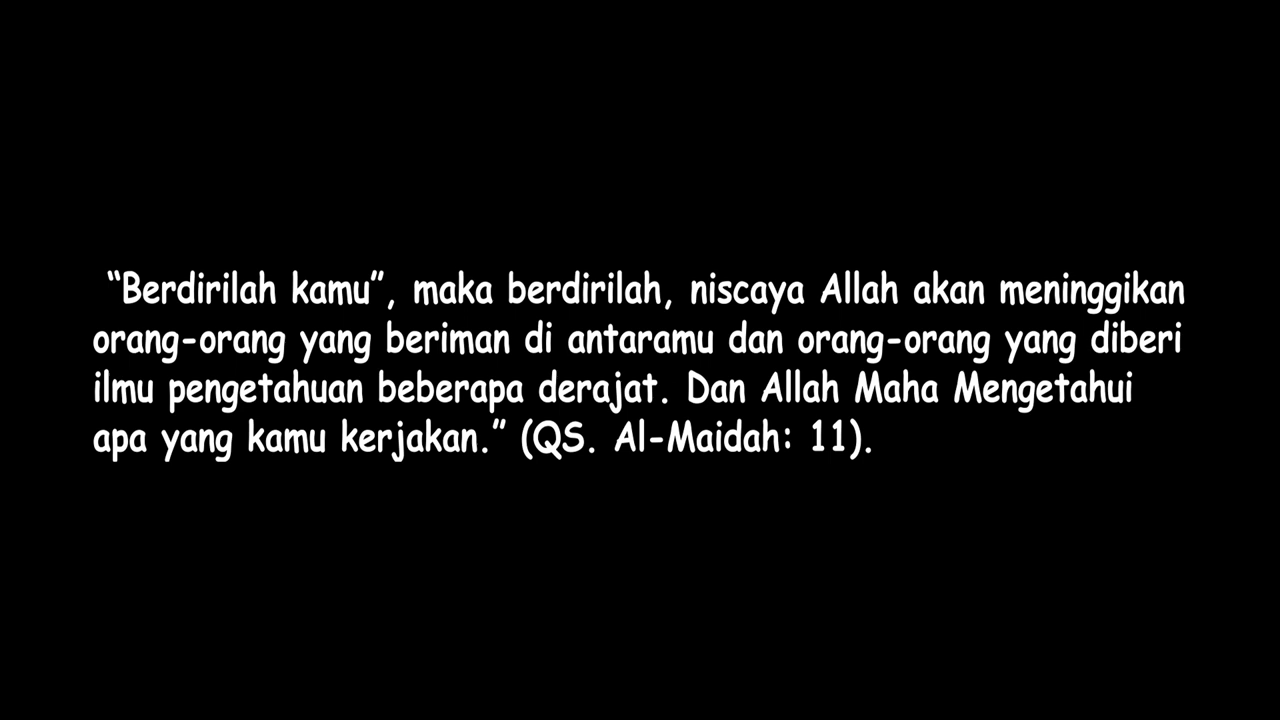 “Berdirilah kamu”, maka berdirilah, niscaya Allah akan meninggikan
orang-orang yang beriman di antaramu dan orang-orang yang diberi
ilmu pengetahuan beberapa derajat. Dan Allah Maha Mengetahui
apa yang kamu kerjakan.” (QS. Al-Maidah: 11).